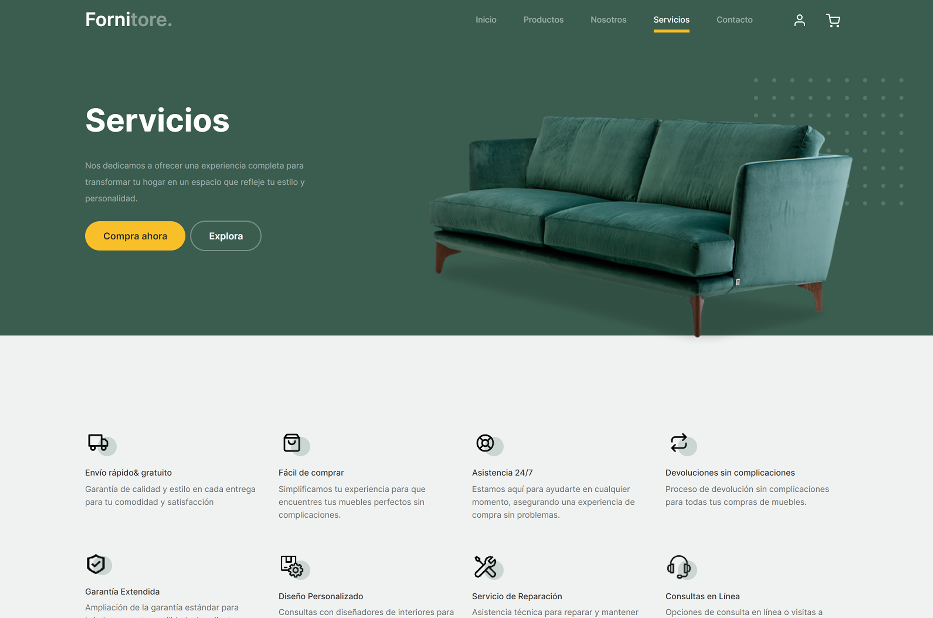 Fornitore.
Inicio Productos Nosotros Servicios Contacto
Servicios
Nos dedicamos a ofrecer una experiencia completa para
transformar tu hogar en un espacio que refleje tu estilo y
personalidad.
Compra ahora Explora
Envío rápido& gratuito
Garantía de calidad y estilo en cada entrega
para tu comodidad y satisfacción
Fácil de comprar
Simplificamos tu experiencia para que
encuentres tus muebles perfectos sin
complicaciones.
Asistencia 24/7
Estamos aquí para ayudarte en cualquier
momento, asegurando una experiencia de
compra sin problemas.
Devoluciones sin complicaciones
Proceso de devolución sin complicaciones
para todas tus compras de muebles.
Garantía Extendida
Ampliación de la garantía estándar para
Diseño Personalizado
Consultas con diseñadores de interiores para
Servicio de Reparación
Asistencia técnica para reparar y mantener
Consultas en Línea
Opciones de consulta en línea o visitas a